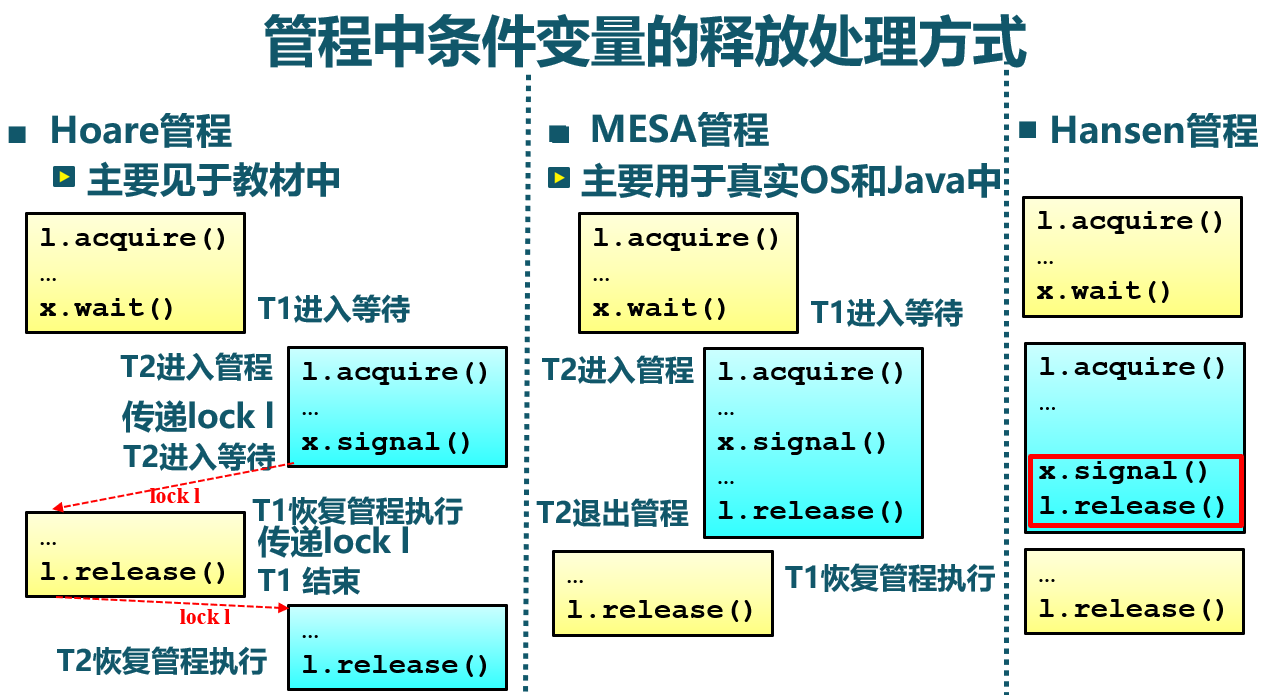 管程中条件变量的释放处理方式
Hoare管程
主要见于教材中
l.acquire()
…
x.wait()
T1进入等待
T2进入管程
传递lock l
T2进入等待
l.acquire()
…
x.signal()
lock l
T1恢复管程执行
传递lock l
T1 结束
…
l.release()
lock l
T2恢复管程执行
…
l.release()
MESA管程
主要用于真实OS和Java中
l.acquire()
…
x.wait()
T1进入等待
T2进入管程
l.acquire()
…
x.signal()
…
l.release()
T2退出管程
…
l.release()
T1恢复管程执行
Hansen管程
l.acquire()
…
x.wait()
l.acquire()
…
x.signal()
l.release()
…
l.release()